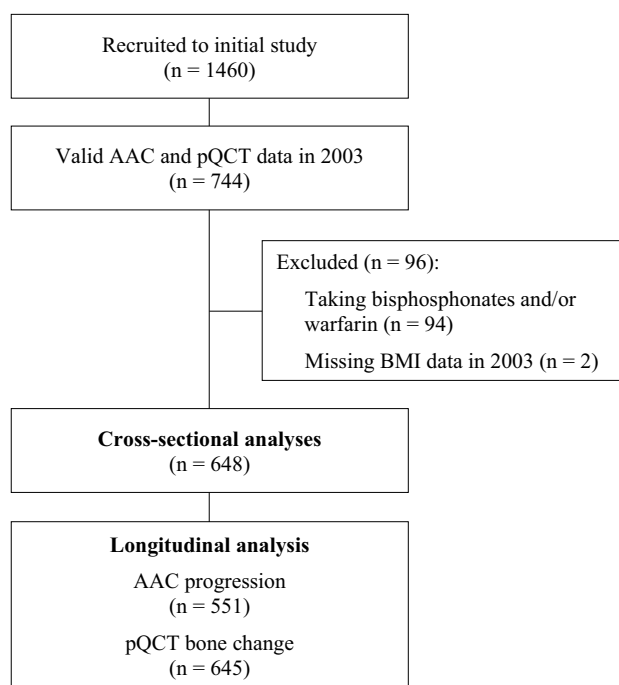 Recruited to initial study
(n = 1460)
Valid AAC and pQCT data in 2003
(n = 744)
Excluded (n = 96):
Taking bisphosphonates and/or
warfarin (n = 94)
Missing BMI data in 2003 (n = 2)
Cross-sectional analyses
(n = 648)
Longitudinal analysis
AAC progression
(n = 551)
pQCT bone change
(n = 645)